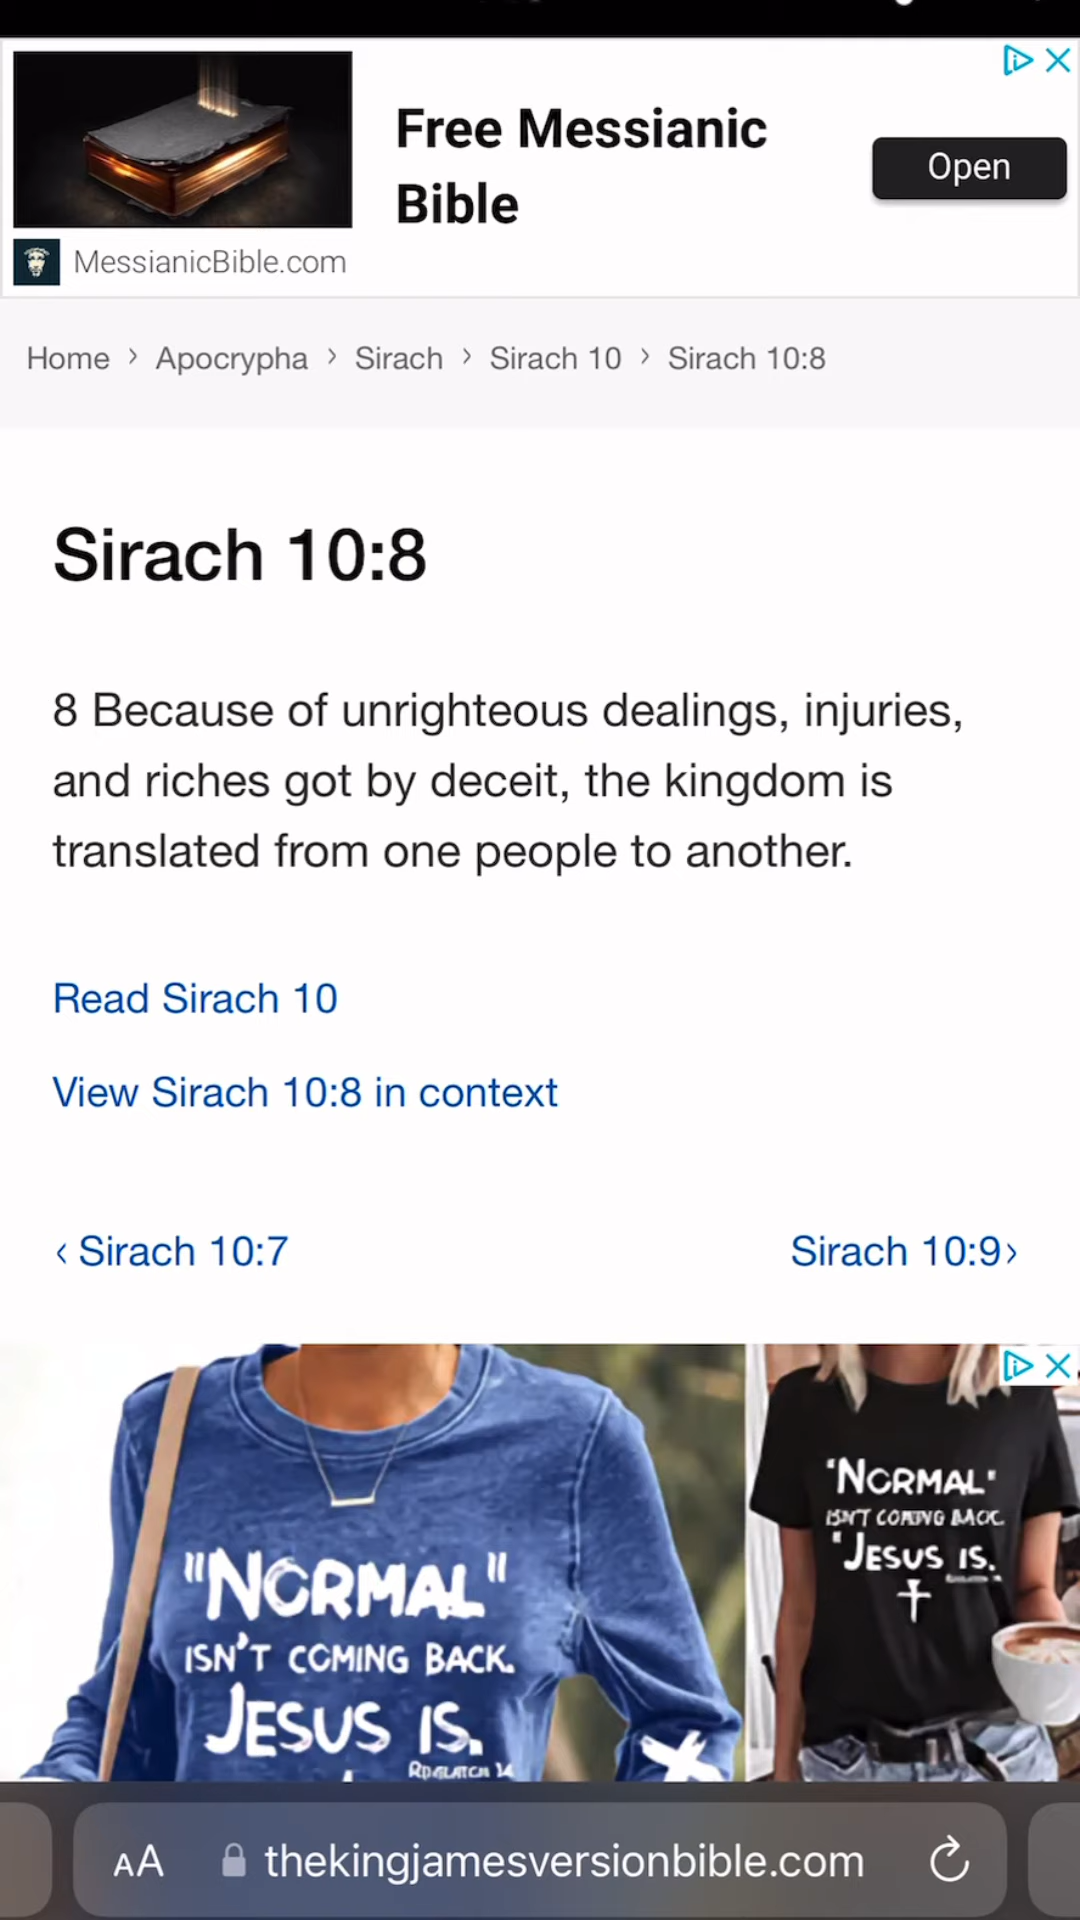 Free Messianic
Bible
Open
MessianicBible.com
Home › Apocrypha › Sirach › Sirach 10 › Sirach 10:8
Sirach 10:8
8 Because of unrighteous dealings, injuries,
and riches got by deceit, the kingdom is
translated from one people to another.
Read Sirach 10
View Sirach 10:8 in context
‹ Sirach 10:7
Sirach 10:9›
"NORMAL"
ISN'T COMING BACK.
JESUS IS.
"NORMAL"
ISN'T COMING BACK.
"JESUS IS.
AA
thekingjamesversionbible.com